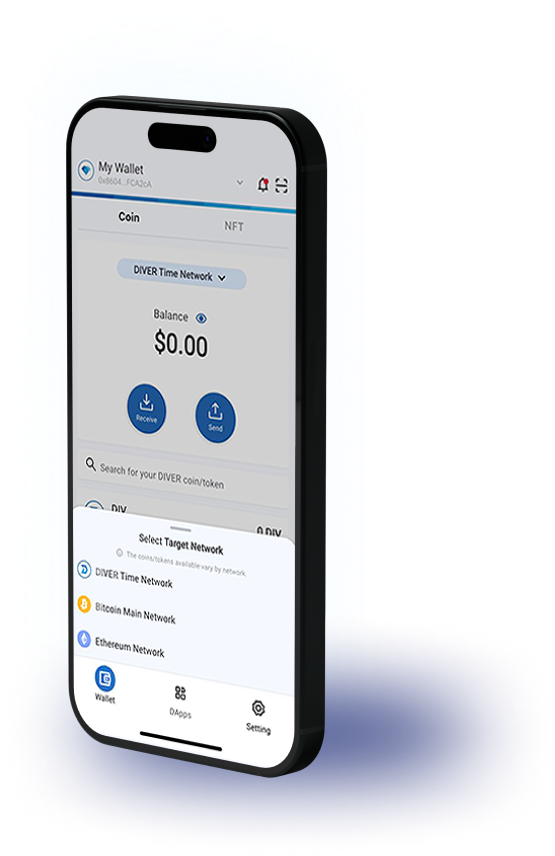 My Wallet
0x8604...FCA2cA
Coin
NFT
DIVER Time Network
Balance
$0.00
Receive
Send
Search for your DIVER coin/token
DIV
0 DIV
Select Target Network
The coins/tokens available vary by network.
DIVER Time Network
Bitcoin Main Network
Ethereum Network
Wallet
DApps
Setting